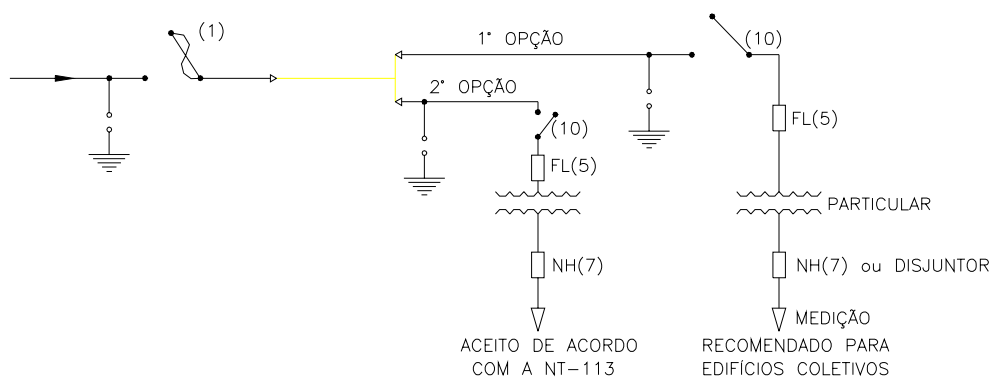 (1)
1° OPÇÃO
(10)
2° OPÇÃO
(10)
FL(5)
FL(5)
PARTICULAR
NH(7)
NH(7) ou DISJUNTOR
MEDIÇÃO
ACEITO DE ACORDO
COM A NT-113
RECOMENDADO PARA
EDIFÍCIOS COLETIVOS